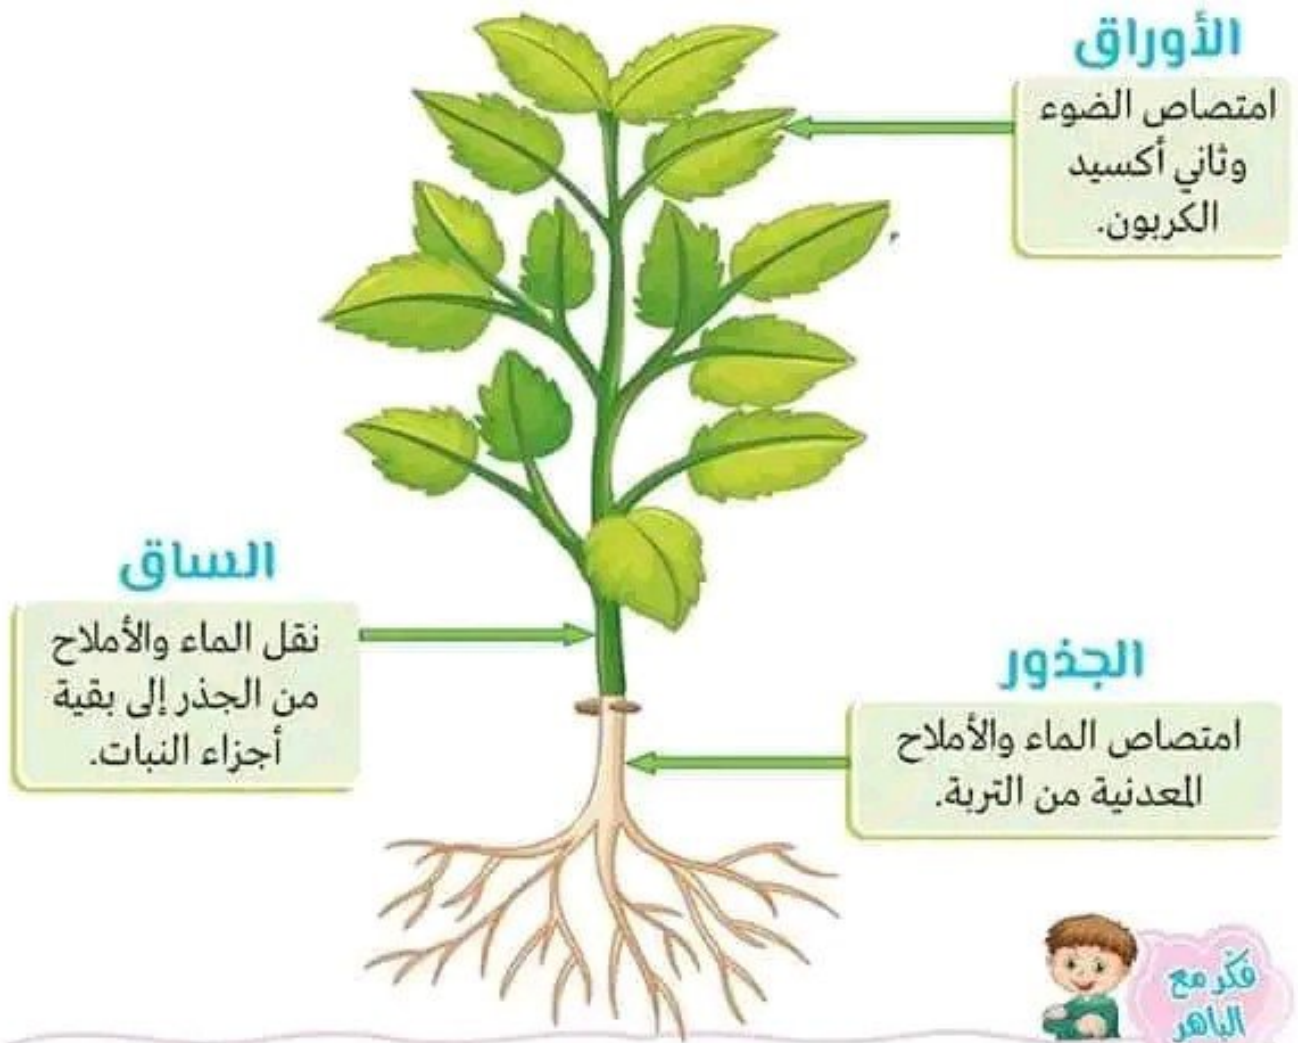 الأوراق
امتصاص الضوء
وثاني أكسيد
الكربون.
الساق
نقل الماء والأملاح
من الجذر إلى بقية
أجزاء النبات.
الجذور
امتصاص الماء والأملاح
المعدنية من التربة.
فكّر مع
الباهر